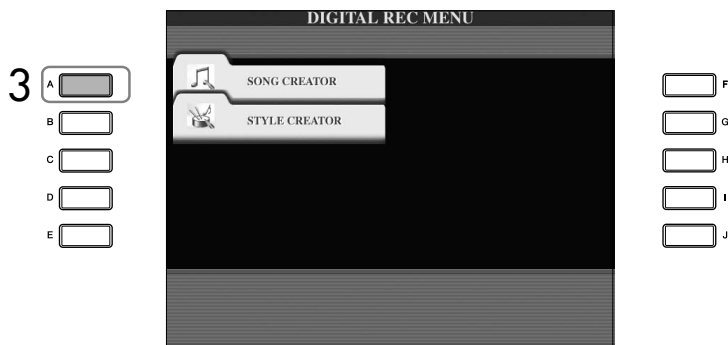 DIGITAL REC MENU
3
A
SONG CREATOR
F
B
STYLE CREATOR
G
C
H
D
I
E
J